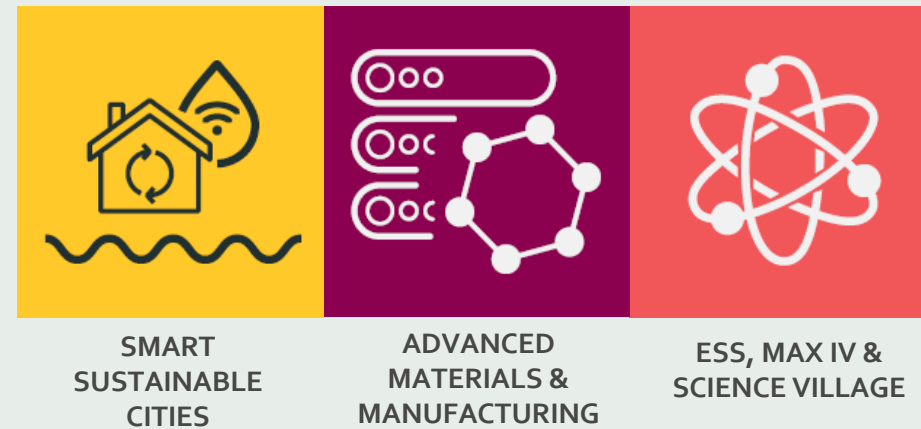 SMART
SUSTAINABLE
CITIES
ADVANCED
MATERIALS &
MANUFACTURING
ESS, MAX IV &
SCIENCE VILLAGE